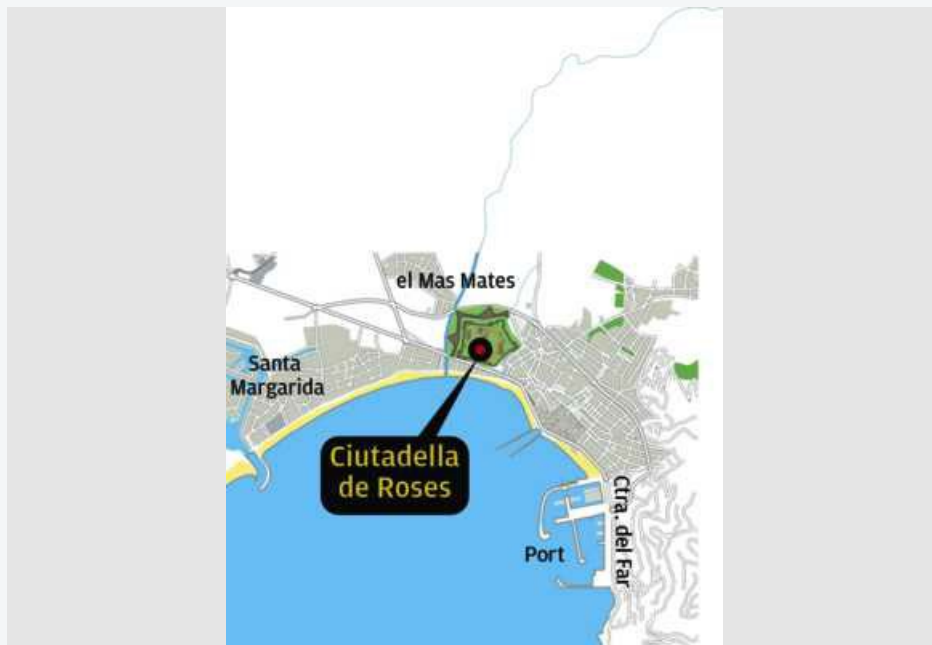 el Mas Mates
Santa
Margarida
Ciutadella
de Roses
Port
Ctra. del Far